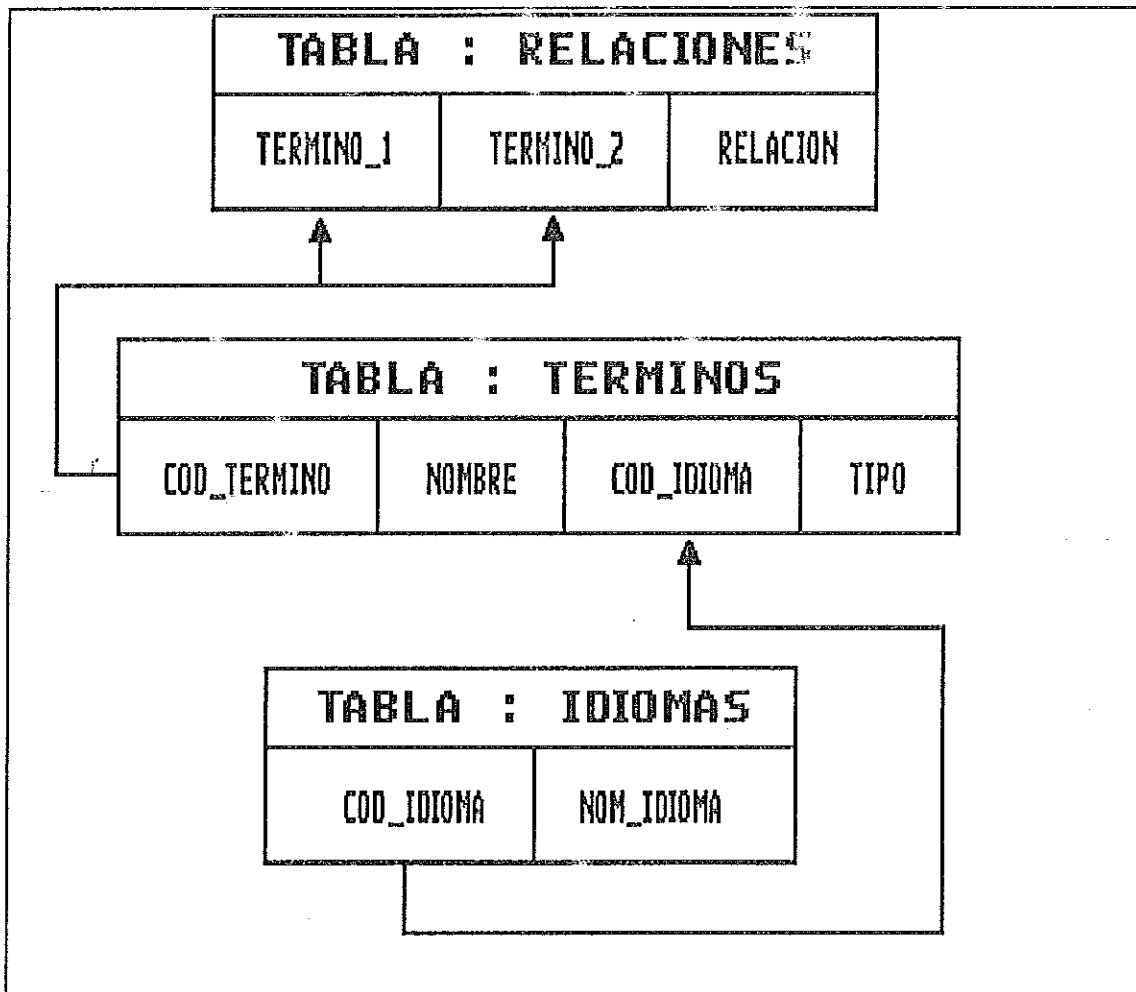 TABLA : RELACIONES
TERMINO_1 TERMINO_2 RELACION
TABLA : TERMINOS
COD_TERMINO NOMBRE COD_IDIOMA TIPO
TABLA : IDIOMAS
COD_IDIOMA NOM_IDIOMA